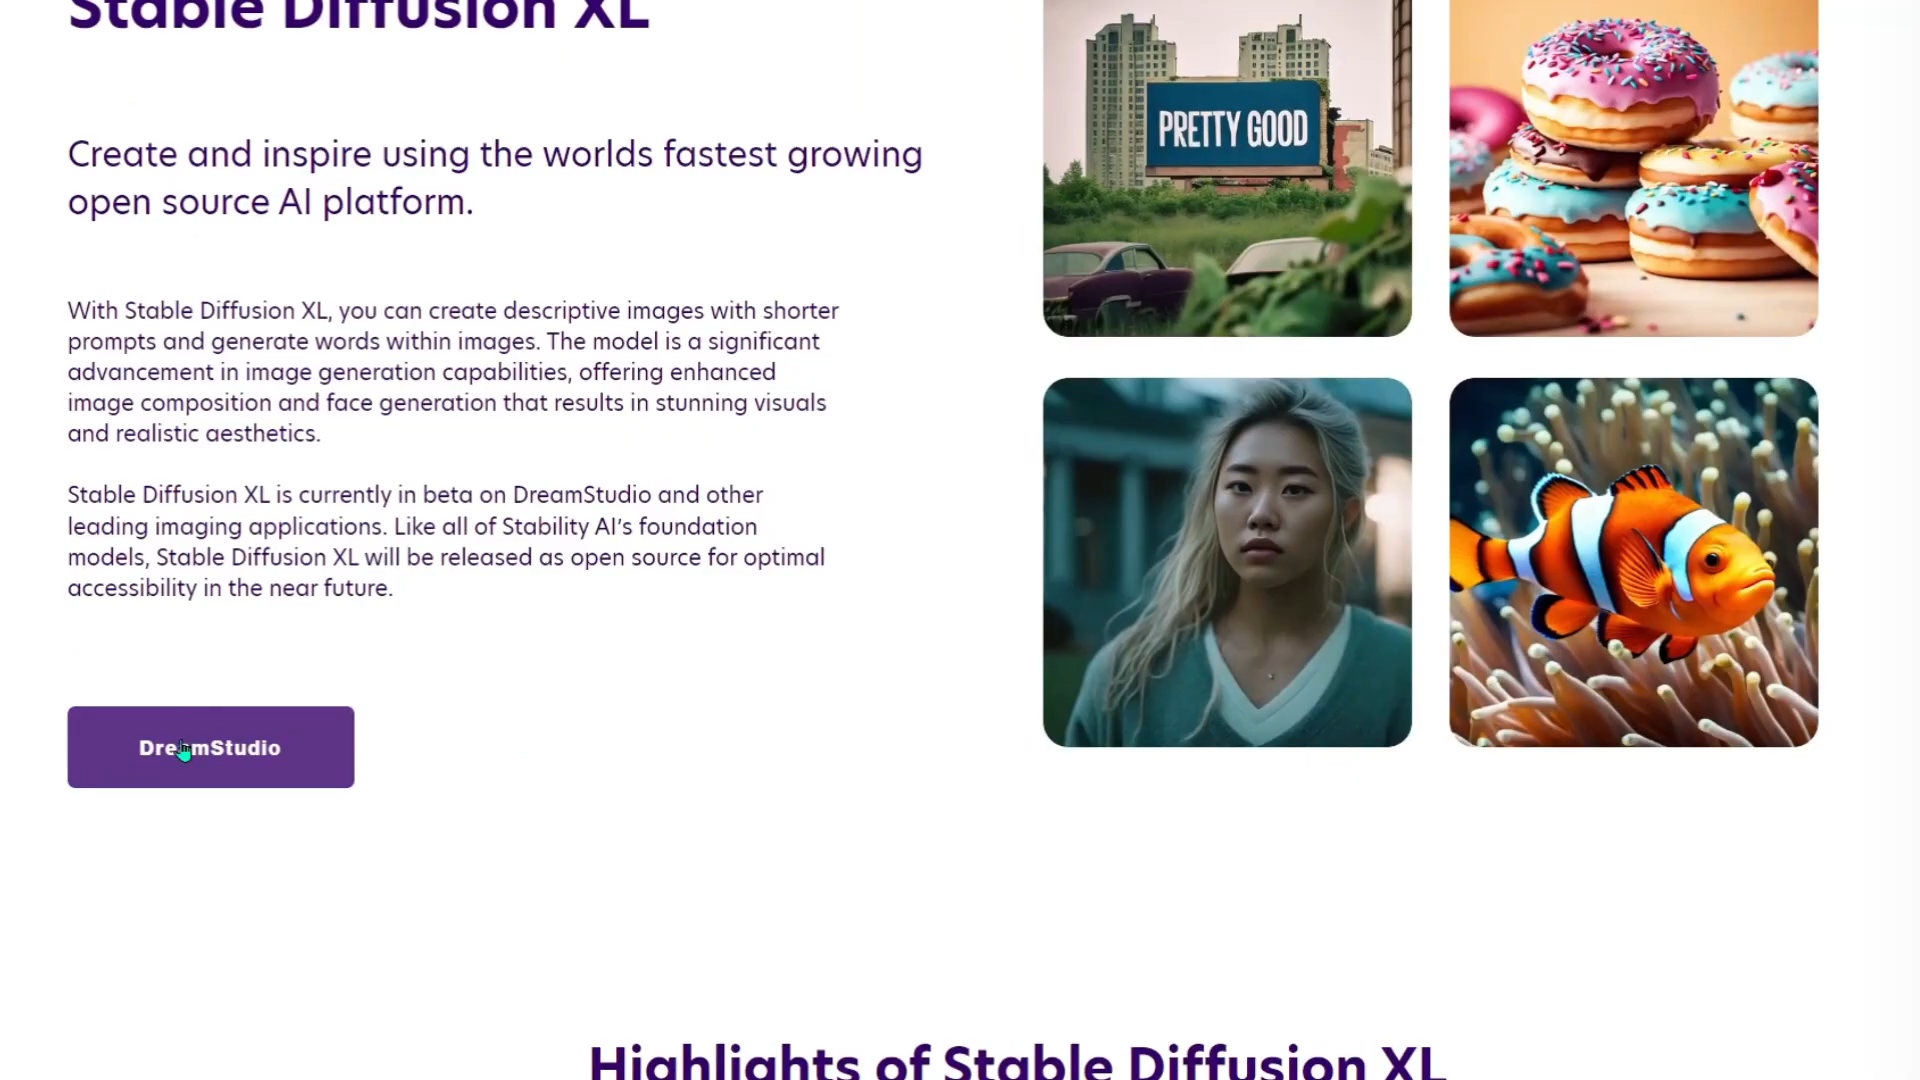 Stable Diffusion XL
Create and inspire using the worlds fastest growing
open source AI platform.
With Stable Diffusion XL, you can create descriptive images with shorter
prompts and generate words within images. The model is a significant
advancement in image generation capabilities, offering enhanced
image composition and face generation that results in stunning visuals
and realistic aesthetics.
Stable Diffusion XL is currently in beta on DreamStudio and other
leading imaging applications. Like all of Stability AI’s foundation
models, Stable Diffusion XL will be released as open source for optimal
accessibility in the near future.
DreamStudio
PRETTY GOOD
Highlights of Stable Diffusion XL